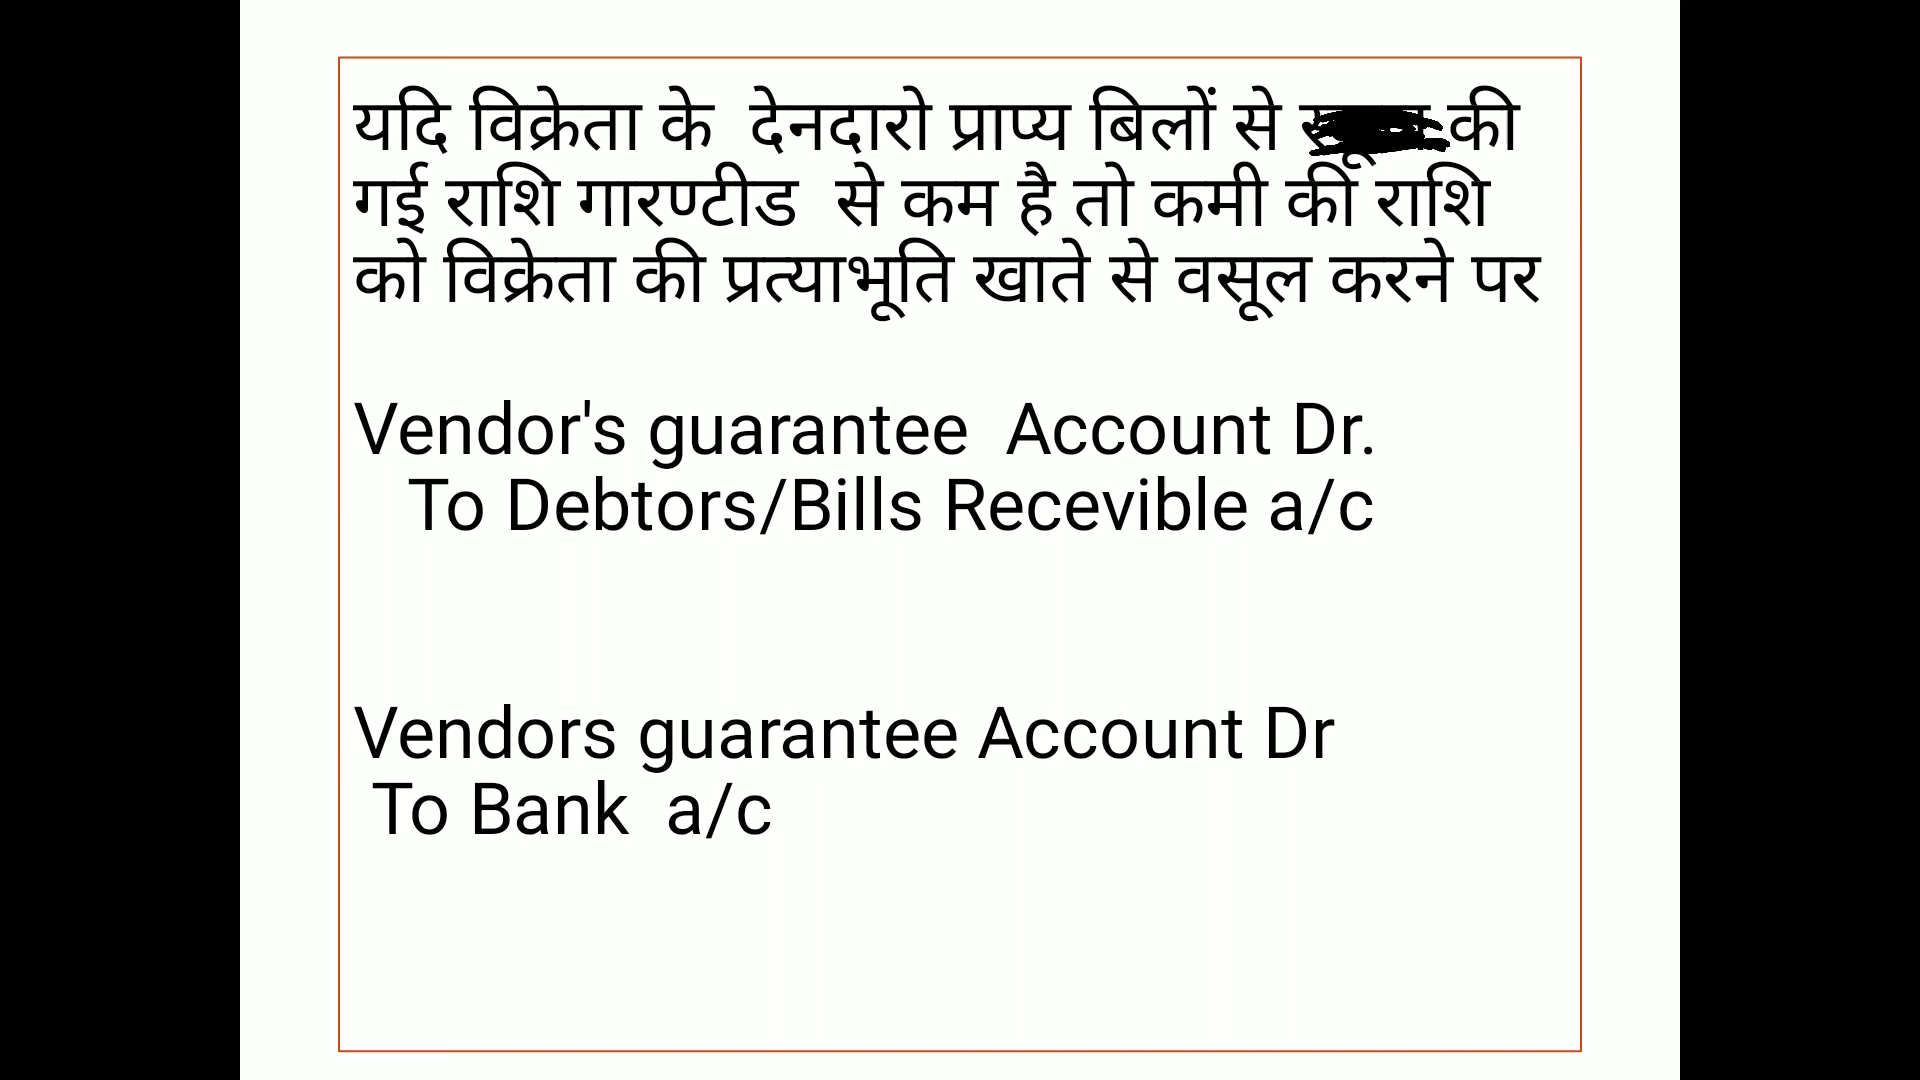 यदि विक्रेता के देनदारो प्राप्य बिलों से की
गई राशि गारण्टीड से कम है तो कमी की राशि
को विक्रेता की प्रत्याभूति खाते से वसूल करने पर
Vendor's guarantee Account Dr.
To Debtors/Bills Recevible a/c
Vendors guarantee Account Dr
To Bank a/c